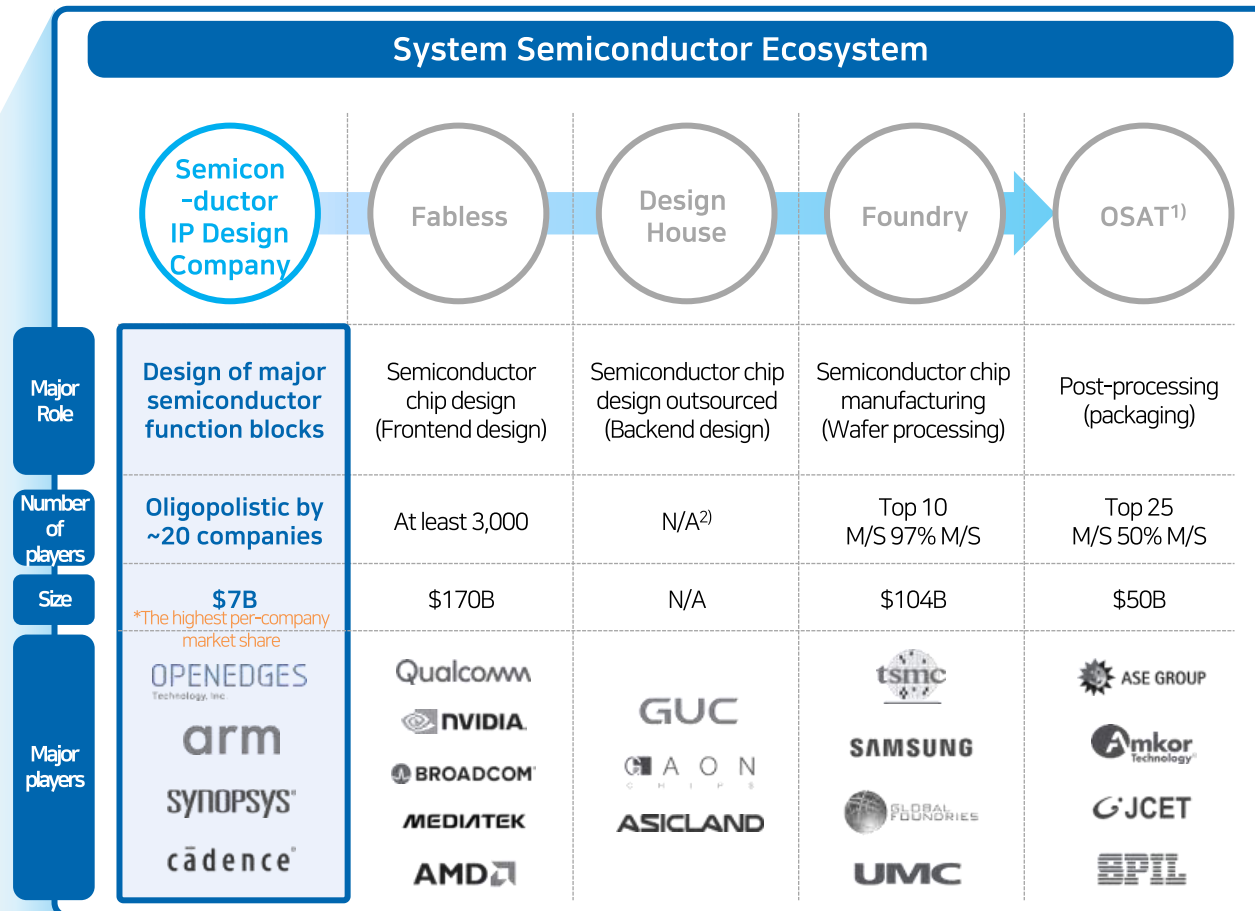 System Semiconductor Ecosystem
Semicon
-ductor
IP Design
Company
Fabless
Design
House
Foundry
OSAT1)
Major
Role
Design of major
semiconductor
function blocks
Semiconductor
chip design
(Frontend design)
Semiconductor chip
design outsourced
(Backend design)
Semiconductor chip
manufacturing
(Wafer processing)
Post-processing
(packaging)
Number
of
players
Oligopolistic by
~20 companies
At least 3,000
N/A2)
Top 10
M/S 97% M/S
Top 25
M/S 50% M/S
Size
$7B
*The highest per-company
market share
$170B
N/A
$104B
$50B
Major
players
OPENEDGES
Technology, Inc.
arm
SYNOPSYS®
cādence®
Qualcomm
NVIDIA.
BROADCOM®
MEDIATEK
AMD
GUC
GAON
CHIPS
ASICLAND
tsmc
SAMSUNG
GLOBAL
FOUNDRIES
UMC
ASE GROUP
Amkor
Technology®
JCET
SPIL